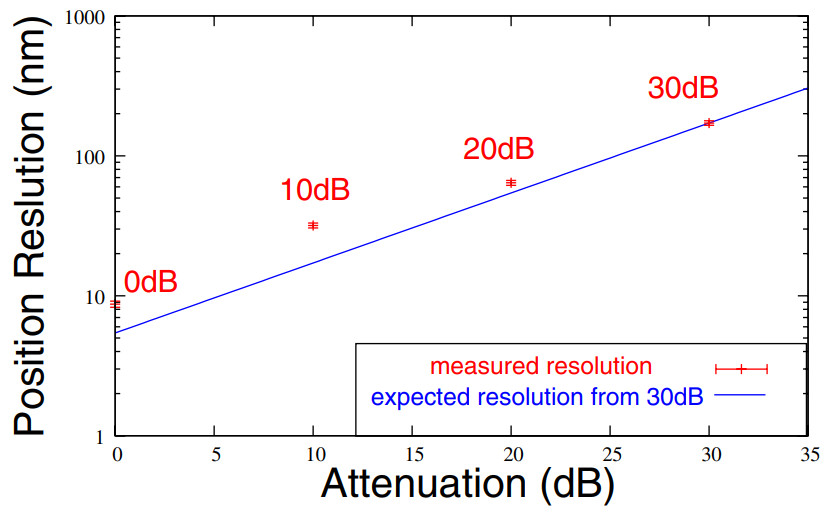 Position Reslution (nm)
1000
100
10
1
0dB
10dB
20dB
30dB
measured resolution
expected resolution from 30dB
0
5
10
15
20
25
30
35
Attenuation (dB)